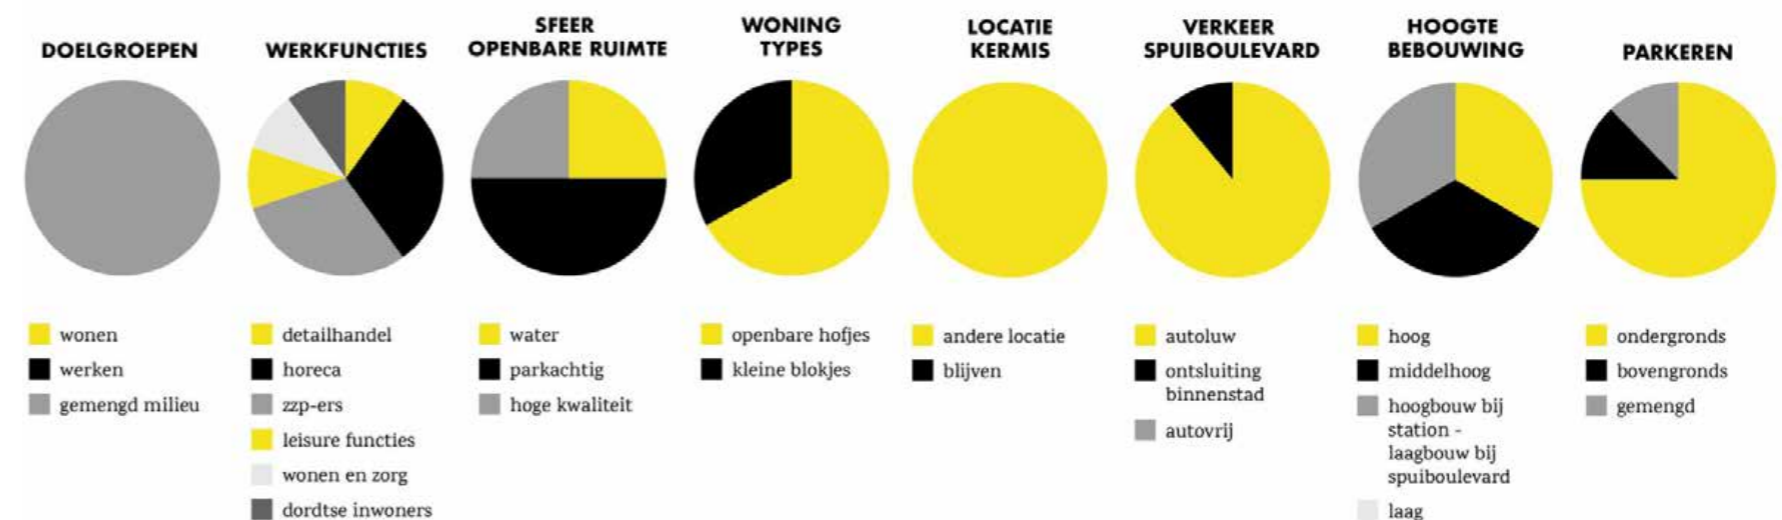 DOELGROEPEN
wonen
werken
gemengd milieu
WERKFUNCTIES
detailhandel
horeca
zzp-ers
leisure functies
wonen en zorg
dordtse inwoners
SFEER
OPENBARE RUIMTE
water
parkachtig
hoge kwaliteit
WONING
TYPES
openbare hofjes
kleine blokjes
LOCATIE
KERMIS
andere locatie
blijven
VERKEER
SPUIBOULEVARD
autoluw
ontsluiting
binnenstad
autovrij
HOOGTE
BEBOUWING
hoog
middelhoog
hoogbouw bij
station -
laagbouw bij
spuiboulevard
laag
PARKEREN
ondergronds
bovengronds
gemengd